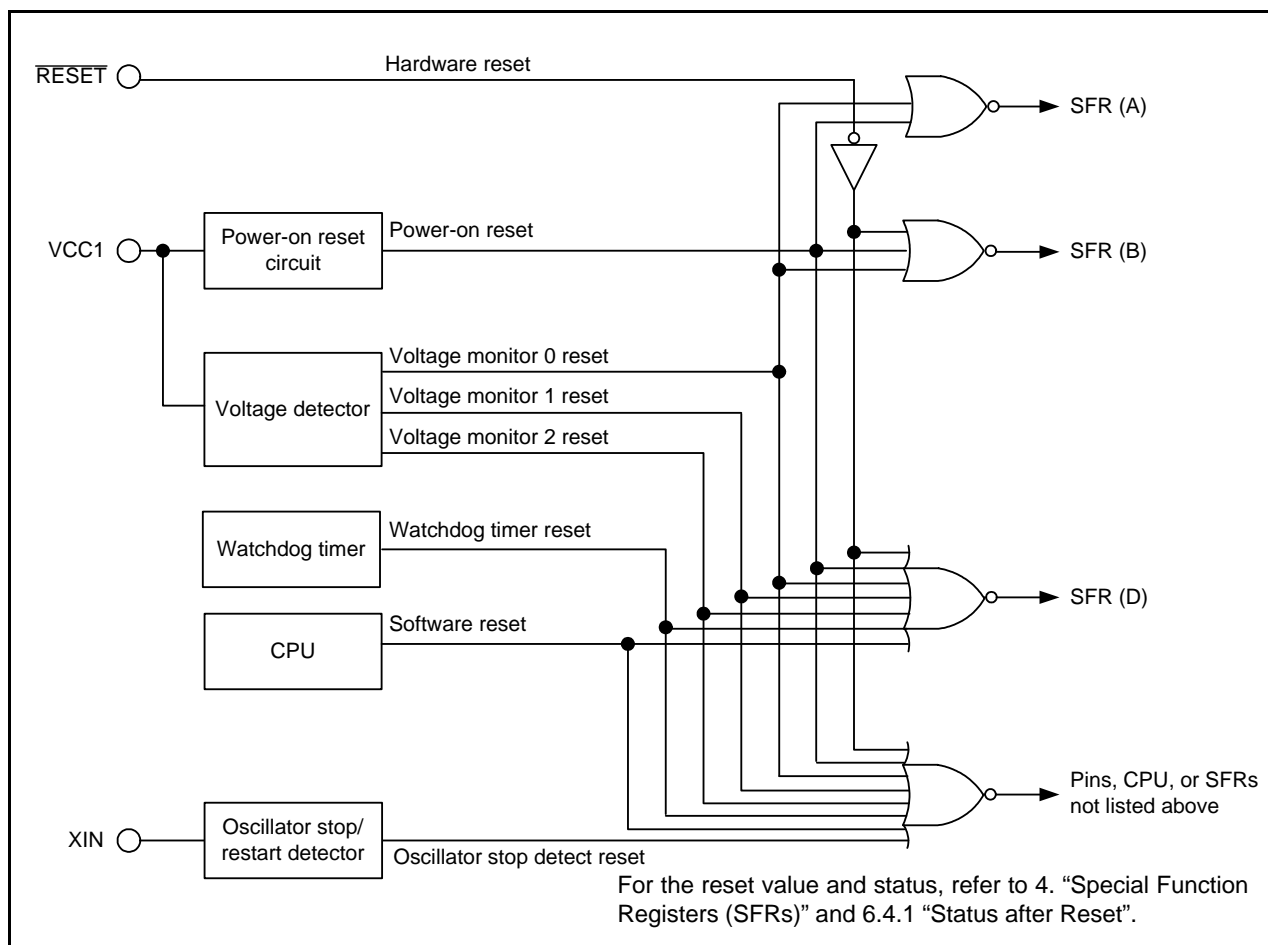 RESET
Hardware reset
SFR (A)
VCC1
Power-on reset
circuit
Power-on reset
SFR (B)
Voltage detector
Voltage monitor 0 reset
Voltage monitor 1 reset
Voltage monitor 2 reset
Watchdog timer
Watchdog timer reset
SFR (D)
CPU
Software reset
Pins, CPU, or SFRs
not listed above
XIN
Oscillator stop/
restart detector
Oscillator stop detect reset
For the reset value and status, refer to 4. “Special Function
Registers (SFRs)” and 6.4.1 “Status after Reset”.